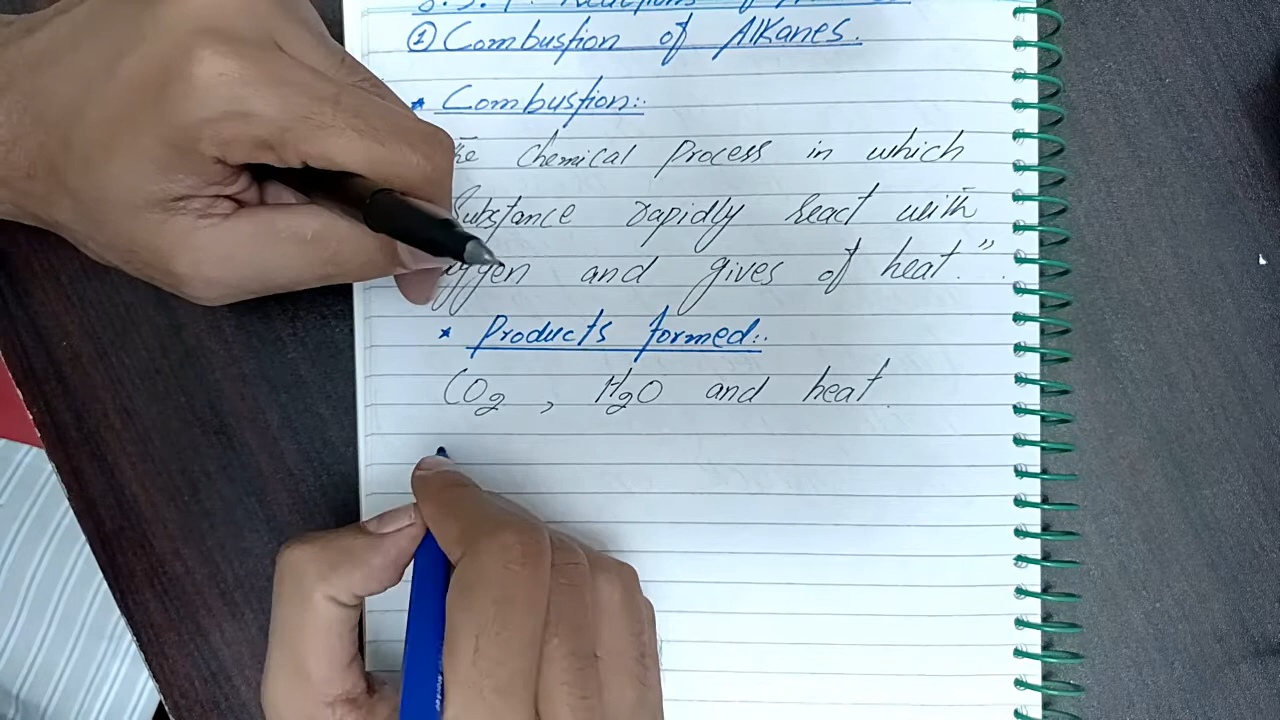 ① Combustion of Alkanes.
* Combustion:.
chemical Process in which
Substance rapidly react with
and gives of heat.”
* Products formed:.
CO2 , H2O and heat.